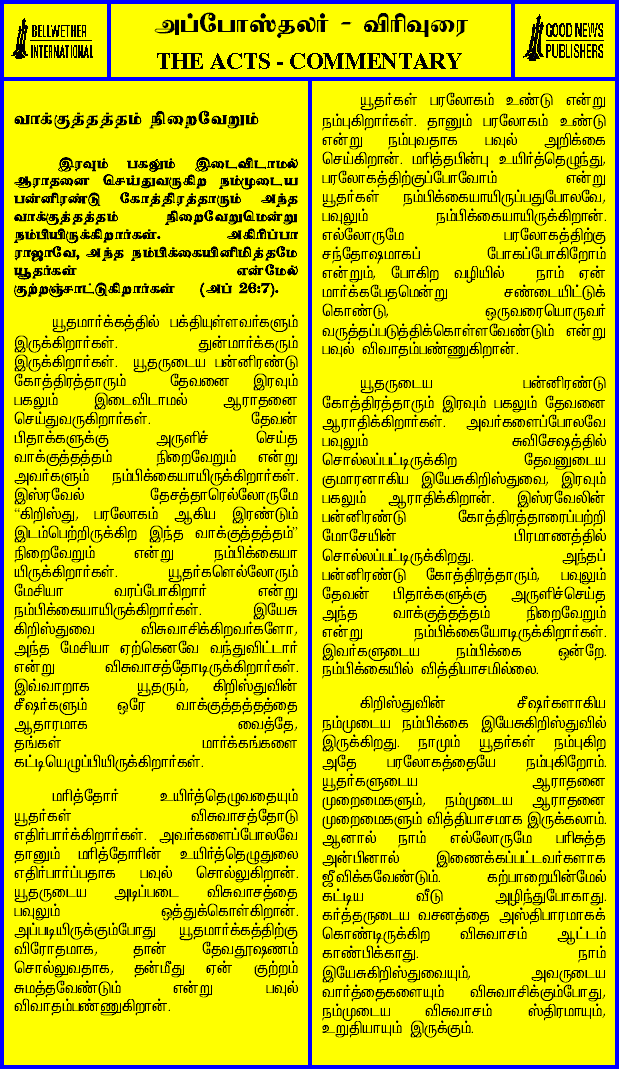 BELLWETHER
INTERNATIONAL
அப்போஸ்தலர் - விரிவுரை
THE ACTS - COMMENTARY
GOOD NEWS
PUBLISHERS
வாக்குத்தத்தம் நிறைவேறும்
இரவும் பகலும் இடைவிடாமல்
ஆராதனை செய்துவருகிற நம்முடைய
பன்னிரண்டு கோத்திரத்தாரும் அந்த
வாக்குத்தத்தம் நிறைவேறுமென்று
நம்பியிருக்கிறார்கள். அகிரிப்பா
ராஜாவே, அந்த நம்பிக்கையினிமித்தமே
யூதர்கள் என்மேல்
குற்றஞ்சாட்டுகிறார்கள் (அப் 26:7).
யூதமார்க்கத்தில் பக்தியுள்ளவர்களும்
இருக்கிறார்கள். துன்மார்க்கரும்
இருக்கிறார்கள். யூதருடைய பன்னிரண்டு
கோத்திரத்தாரும் தேவனை இரவும்
பகலும் இடைவிடாமல் ஆராதனை
செய்துவருகிறார்கள். தேவன்
பிதாக்களுக்கு அருளிச் செய்த
வாக்குத்தத்தம் நிறைவேறும் என்று
அவர்களும் நம்பிக்கையாயிருக்கிறார்கள்.
இஸ்ரவேல் தேசத்தாரெல்லோருமே
“கிறிஸ்து, பரலோகம் ஆகிய இரண்டும்
இடம்பெற்றிருக்கிற இந்த வாக்குத்தத்தம்”
நிறைவேறும் என்று நம்பிக்கையா
யிருக்கிறார்கள். யூதர்களெல்லோரும்
மேசியா வரப்போகிறார் என்று
நம்பிக்கையாயிருக்கிறார்கள். இயேசு
கிறிஸ்துவை விசுவாசிக்கிறவர்களோ,
அந்த மேசியா ஏற்கெனவே வந்துவிட்டார்
என்று விசுவாசத்தோடிருக்கிறார்கள்.
இவ்வாறாக யூதரும், கிறிஸ்துவின்
சீஷர்களும் ஒரே வாக்குத்தத்தத்தை
ஆதாரமாக வைத்தே,
தங்கள் மார்க்கங்களை
கட்டியெழுப்பியிருக்கிறார்கள்.
மரித்தோர் உயிர்த்தெழுவதையும்
யூதர்கள் விசுவாசத்தோடு
எதிர்பார்க்கிறார்கள். அவர்களைப்போலவே
தானும் மரித்தோரின் உயிர்த்தெழுதலை
எதிர்பார்ப்பதாக பவுல் சொல்லுகிறான்.
யூதருடைய அடிப்படை விசுவாசத்தை
பவுலும் ஒத்துக்கொள்கிறான்.
அப்படியிருக்கும்போது யூதமார்க்கத்திற்கு
விரோதமாக, தான் தேவதூஷணம்
சொல்லுவதாக, தன்மீது ஏன் குற்றம்
சுமத்தவேண்டும் என்று பவுல்
விவாதம்பண்ணுகிறான்.
யூதர்கள் பரலோகம் உண்டு என்று
நம்புகிறார்கள். தானும் பரலோகம் உண்டு
என்று நம்புவதாக பவுல் அறிக்கை
செய்கிறான். மரித்தபின்பு உயிர்த்தெழுந்து,
பரலோகத்திற்குப்போவோம் என்று
யூதர்கள் நம்பிக்கையாயிருப்பதுபோலவே,
பவுலும் நம்பிக்கையாயிருக்கிறான்.
எல்லோருமே பரலோகத்திற்கு
சந்தோஷமாகப் போகப்போகிறோம்
என்றும், போகிற வழியில் நாம் ஏன்
மார்க்கபேதமென்று சண்டையிட்டுக்
கொண்டு, ஒருவரையொருவர்
வருத்தப்படுத்திக்கொள்ளவேண்டும் என்று
பவுல் விவாதம்பண்ணுகிறான்.
யூதருடைய பன்னிரண்டு
கோத்திரத்தாரும் இரவும் பகலும் தேவனை
ஆராதிக்கிறார்கள். அவர்களைப்போலவே
பவுலும் சுவிசேஷத்தில்
சொல்லப்பட்டிருக்கிற தேவனுடைய
குமாரனாகிய இயேசுகிறிஸ்துவை, இரவும்
பகலும் ஆராதிக்கிறான். இஸ்ரவேலின்
பன்னிரண்டு கோத்திரத்தாரைப்பற்றி
மோசேயின் பிரமாணத்தில்
சொல்லப்பட்டிருக்கிறது. அந்தப்
பன்னிரண்டு கோத்திரத்தாரும், பவுலும்
தேவன் பிதாக்களுக்கு அருளிச்செய்த
அந்த வாக்குத்தத்தம் நிறைவேறும்
என்று நம்பிக்கையோடிருக்கிறார்கள்.
இவர்களுடைய நம்பிக்கை ஒன்றே.
நம்பிக்கையில் வித்தியாசமில்லை.
கிறிஸ்துவின் சீஷர்களாகிய
நம்முடைய நம்பிக்கை இயேசுகிறிஸ்துவில்
இருக்கிறது. நாமும் யூதர்கள் நம்புகிற
அதே பரலோகத்தையே நம்புகிறோம்.
யூதர்களுடைய ஆராதனை
முறைமைகளும், நம்முடைய ஆராதனை
முறைமைகளும் வித்தியாசமாக இருக்கலாம்.
ஆனால் நாம் எல்லோருமே பரிசுத்த
அன்பினால் இணைக்கப்பட்டவர்களாக
ஜீவிக்கவேண்டும். கற்பாறையின்மேல்
கட்டிய வீடு அழிந்துபோகாது.
கர்த்தருடைய வசனத்தை அஸ்திபாரமாகக்
கொண்டிருக்கிற விசுவாசம் ஆட்டம்
காண்பிக்காது. நாம்
இயேசுகிறிஸ்துவையும், அவருடைய
வார்த்தைகளையும் விசுவாசிக்கும்போது,
நம்முடைய விசுவாசம் ஸ்திரமாயும்,
உறுதியாயும் இருக்கும்.